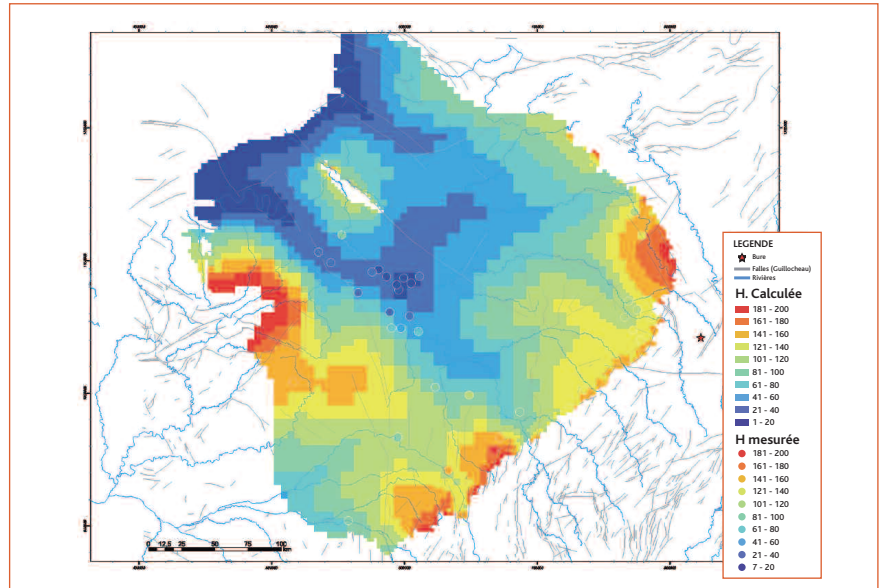 LEGENDE
Bure
Falles (Guillocheau)
Rivières
H. Calculée
181 - 200
161 - 180
141 - 160
121 - 140
101 - 120
81 - 100
61 - 80
41 - 60
21 - 40
1 - 20
H mesurée
181 - 200
161 - 180
141 - 160
121 - 140
101 - 120
81 - 100
61 - 80
41 - 60
21 - 40
7 - 20
0 12,5 25 50 75 100
km